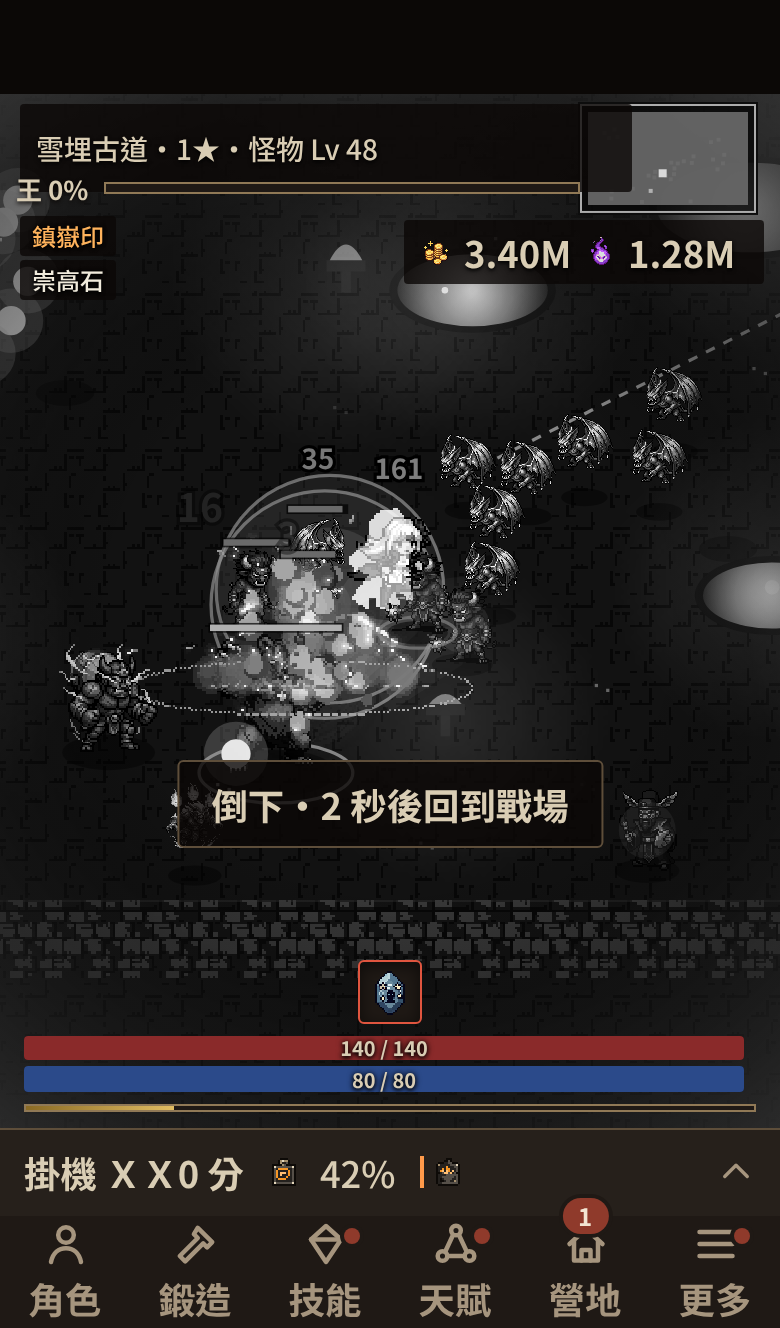 雪埋古道・1★・怪物 Lv 48
王 0%
鎮嶽印
崇高石
3.40M 1.28M
35
161
16
倒下・2 秒後回到戰場
140 / 140
80 / 80
掛機 X X 0 分 42%
1
角色 鍛造 技能 天賦 營地 更多